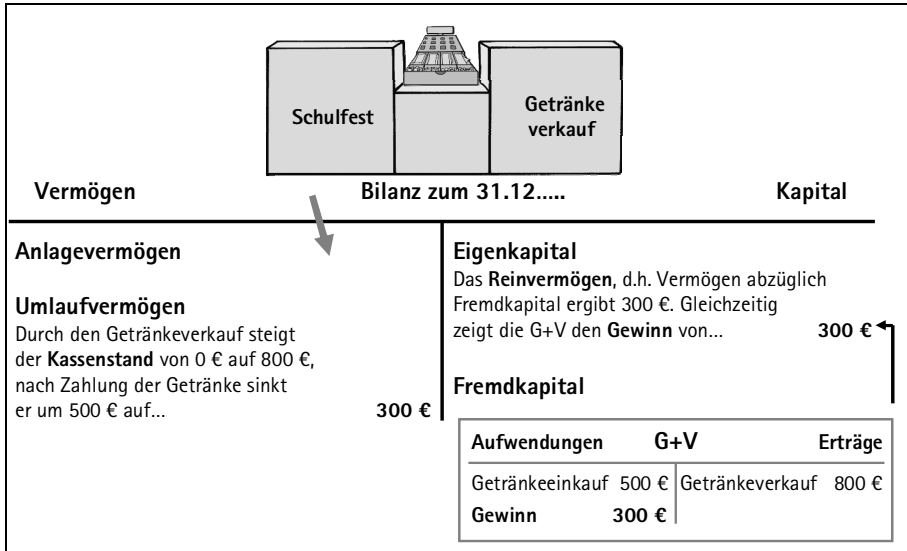 Schulfest
Getränke
verkauf
Vermögen Bilanz zum 31.12..... Kapital
Anlagevermögen
Umlaufvermögen
Durch den Getränkeverkauf steigt
der Kassenstand von 0 € auf 800 €,
nach Zahlung der Getränke sinkt
er um 500 € auf... 300 €
Eigenkapital
Das Reinvermögen, d.h. Vermögen abzüglich
Fremdkapital ergibt 300 €. Gleichzeitig
zeigt die G+V den Gewinn von... 300 €
Fremdkapital
Aufwendungen G+V Erträge
Getränkeeinkauf 500 € Getränkeverkauf 800 €
Gewinn 300 €